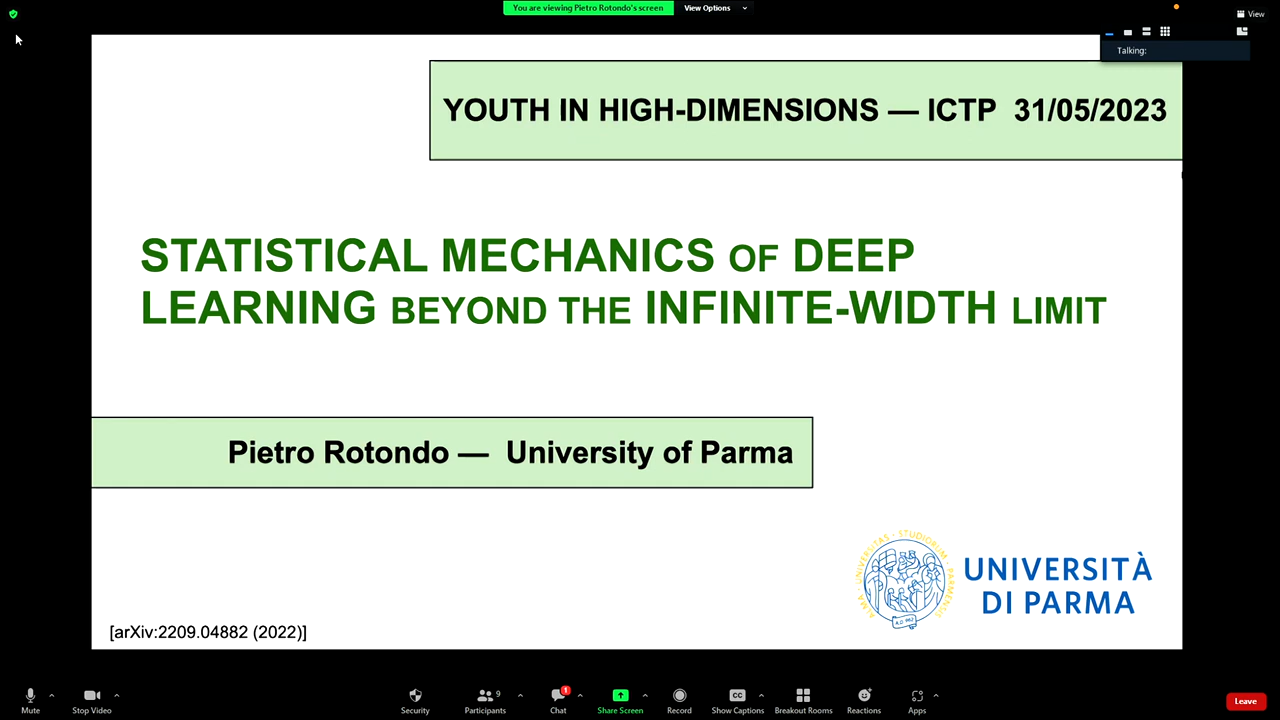 You are viewing Pietro Rotondo's screen
View Options
View
Talking:
YOUTH IN HIGH-DIMENSIONS — ICTP 31/05/2023
STATISTICAL MECHANICS OF DEEP
LEARNING BEYOND THE INFINITE-WIDTH LIMIT
Pietro Rotondo — University of Parma
UNIVERSITÀ
DI PARMA
[arXiv:2209.04882 (2022)]
Mute
Stop Video
Security
Participants
9
Chat
1
Share Screen
Record
CC
Show Captions
Breakout Rooms
Reactions
Apps
Leave